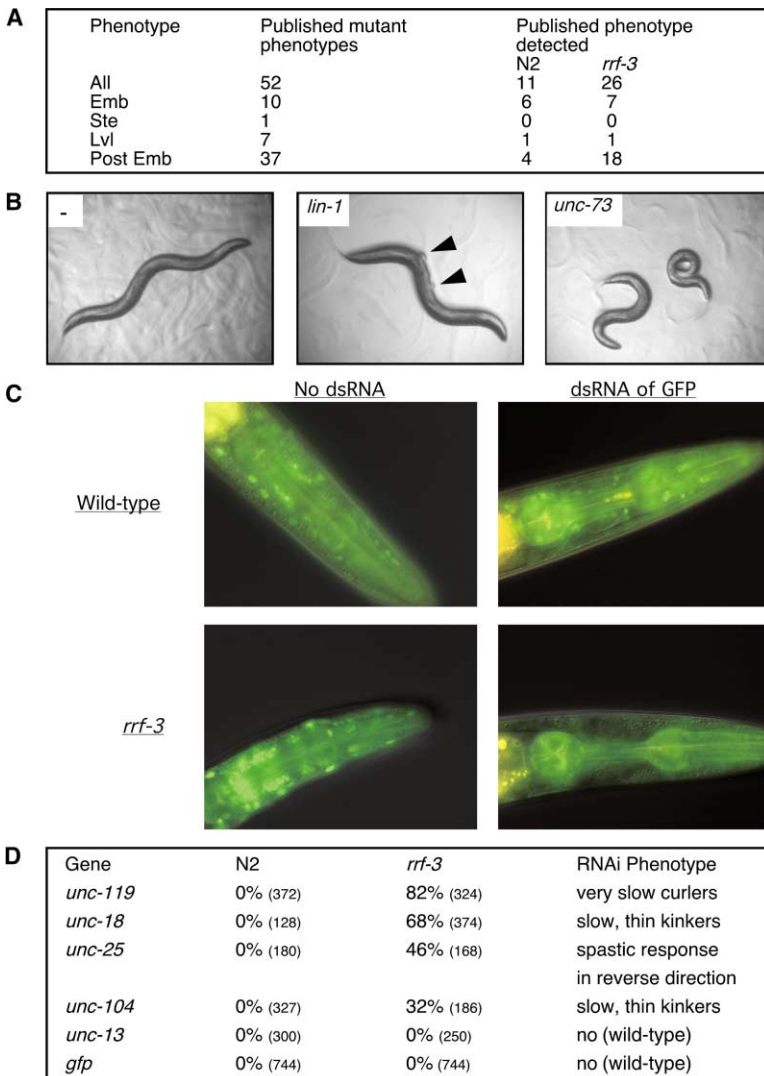 A
Phenotype Published mutant phenotypes Published phenotype detected
N2 rrf-3
All 52 11 26
Emb 10 6 7
Ste 1 0 0
Lvl 7 1 1
Post Emb 37 4 18
B
- lin-1 unc-73
C
No dsRNA dsRNA of GFP
Wild-type
rrf-3
D
Gene N2 rrf-3 RNAi Phenotype
unc-119 0% (372) 82% (324) very slow curlers
unc-18 0% (128) 68% (374) slow, thin kinkers
unc-25 0% (180) 46% (168) spastic response
in reverse direction
unc-104 0% (327) 32% (186) slow, thin kinkers
unc-13 0% (300) 0% (250) no (wild-type)
gfp 0% (744) 0% (744) no (wild-type)